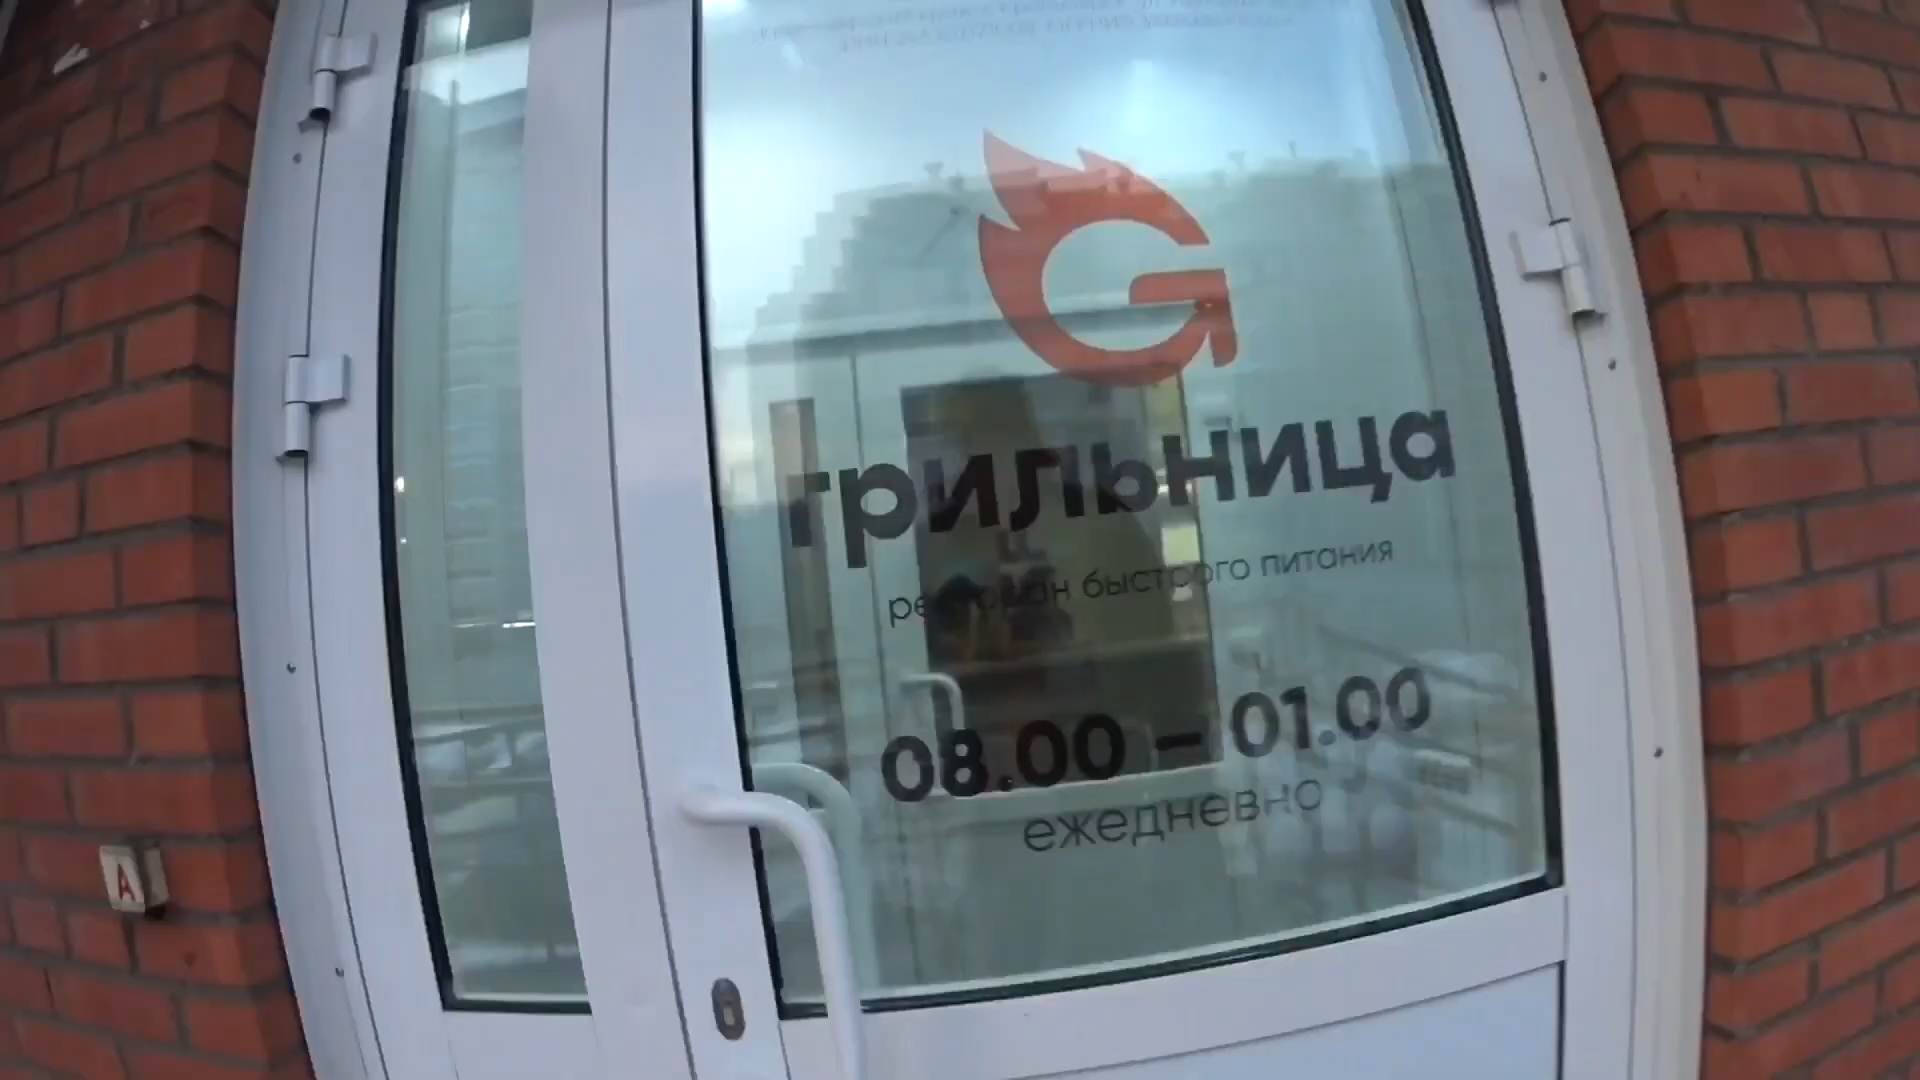 G
грильница
ресторан быстрого питания
08.00 – 01.00
ежедневно
A